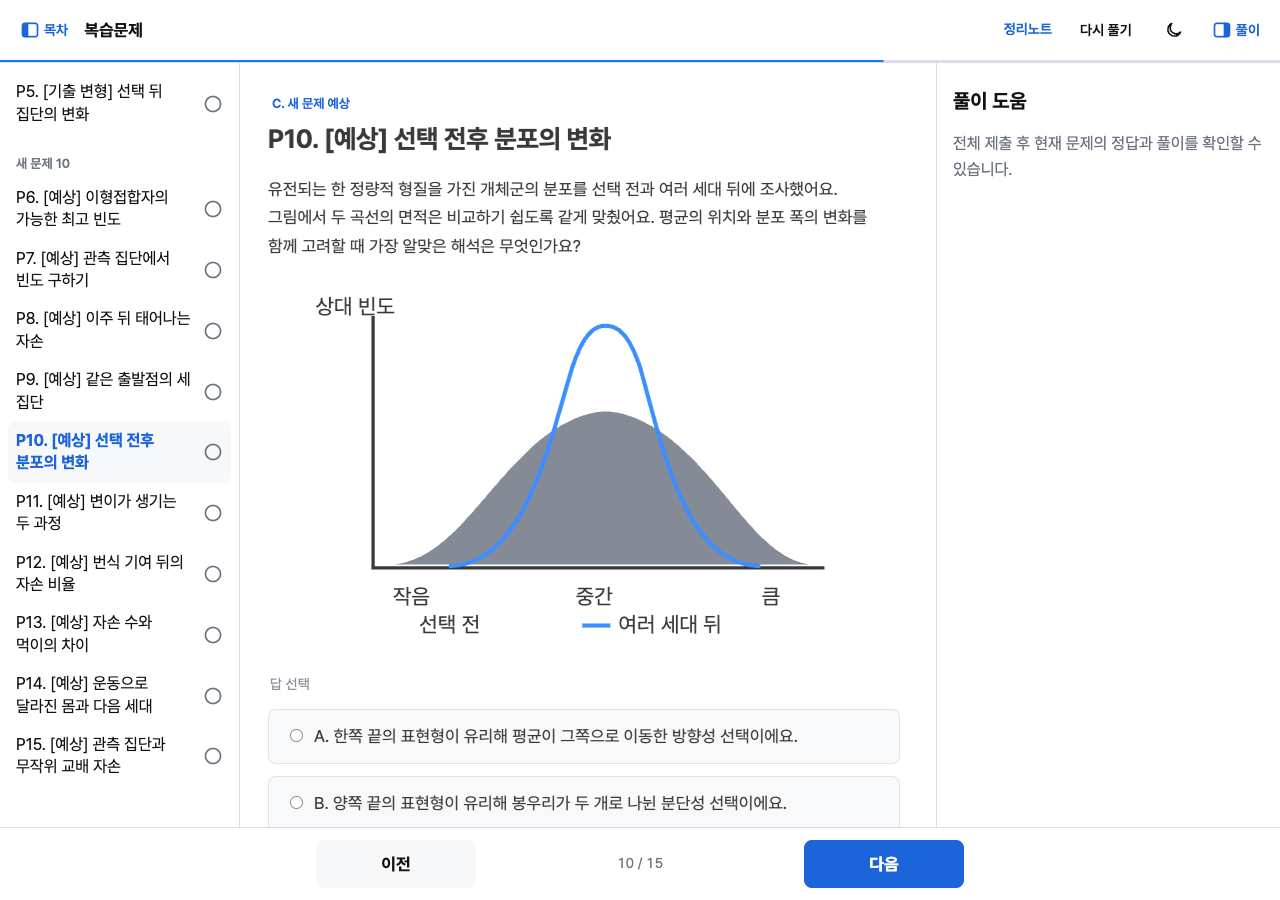 목차
복습문제
정리노트
다시 풀기
풀이
P5. [기출 변형] 선택 뒤
집단의 변화
새 문제 10
P6. [예상] 이형접합자의
가능한 최고 빈도
P7. [예상] 관측 집단에서
빈도 구하기
P8. [예상] 이주 뒤 태어나는
자손
P9. [예상] 같은 출발점의 세
집단
P10. [예상] 선택 전후
분포의 변화
P11. [예상] 변이가 생기는
두 과정
P12. [예상] 번식 기여 뒤의
자손 비율
P13. [예상] 자손 수와
먹이의 차이
P14. [예상] 운동으로
달라진 몸과 다음 세대
P15. [예상] 관측 집단과
무작위 교배 자손
C. 새 문제 예상
P10. [예상] 선택 전후 분포의 변화
유전되는 한 정량적 형질을 가진 개체군의 분포를 선택 전과 여러 세대 뒤에 조사했어요.
그림에서 두 곡선의 면적은 비교하기 쉽도록 같게 맞췄어요. 평균의 위치와 분포 폭의 변화를
함께 고려할 때 가장 알맞은 해석은 무엇인가요?
상대 빈도
작음
중간
큼
선택 전
여러 세대 뒤
답 선택
A. 한쪽 끝의 표현형이 유리해 평균이 그쪽으로 이동한 방향성 선택이에요.
B. 양쪽 끝의 표현형이 유리해 봉우리가 두 개로 나뉜 분단성 선택이에요.
풀이 도움
전체 제출 후 현재 문제의 정답과 풀이를 확인할 수
있습니다.
이전
10 / 15
다음